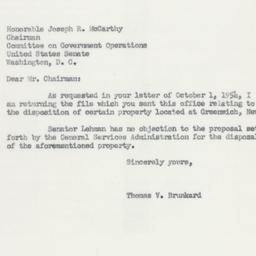 Honorable Joseph R. McCarthy
Chairman
Committee on Government Operations
United States Senate
Washington, D. C.
Dear Mr. Chairman:
As requested in your letter of October 1, 1954, I
am returning the file which you sent this office relating to
the disposition of certain property located at Greenwich, New
Senator Lehman has no objection to the proposal set
forth by the General Services Administration for the disposal
of the aforementioned property.
Sincerely yours,
Thomas V. Brunkard